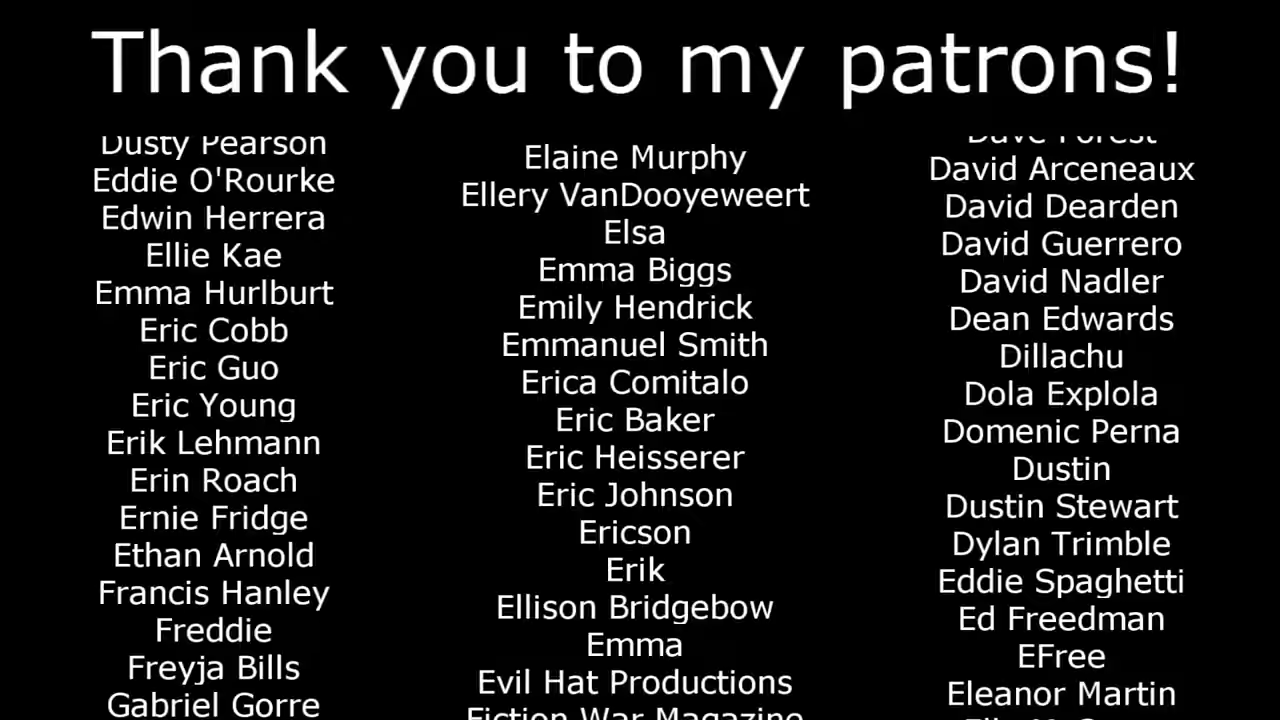 Thank you to my patrons!
Dusty Pearson
Eddie O'Rourke
Edwin Herrera
Ellie Kae
Emma Hurlburt
Eric Cobb
Eric Guo
Eric Young
Erik Lehmann
Erin Roach
Ernie Fridge
Ethan Arnold
Francis Hanley
Freddie
Freyja Bills
Gabriel Gorre
Elaine Murphy
Ellery VanDooyeweert
Elsa
Emma Biggs
Emily Hendrick
Emmanuel Smith
Erica Comitalo
Eric Baker
Eric Heisserer
Eric Johnson
Ericson
Erik
Ellison Bridgebow
Emma
Evil Hat Productions
Fiction War Magazine
Dave Forest
David Arceneaux
David Dearden
David Guerrero
David Nadler
Dean Edwards
Dillachu
Dola Explola
Domenic Perna
Dustin
Dustin Stewart
Dylan Trimble
Eddie Spaghetti
Ed Freedman
EFree
Eleanor Martin